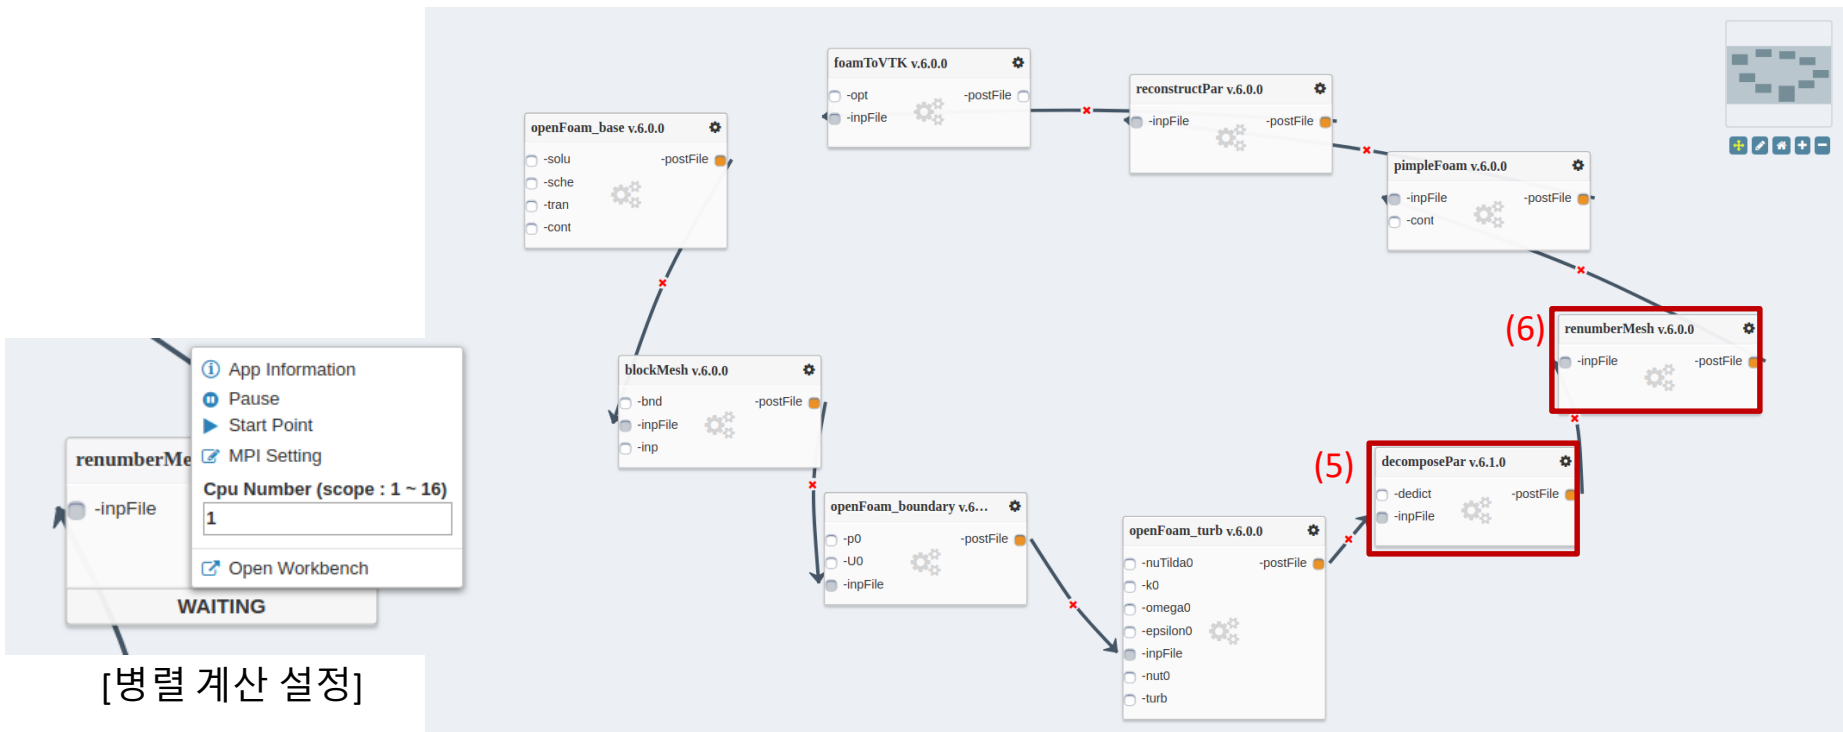 foamToVTK v.6.0.0
-opt
-postFile
-inpFile
reconstructPar v.6.0.0
-inpFile
-postFile
openFoam_base v.6.0.0
-solu
-postFile
-sche
-tran
-cont
pimpleFoam v.6.0.0
-inpFile
-postFile
-cont
(6)
renumberMesh v.6.0.0
-inpFile
-postFile
blockMesh v.6.0.0
-bnd
-postFile
-inpFile
-inp
(5)
decomposePar v.6.1.0
-dedict
-postFile
-inpFile
openFoam_boundary v.6...
-p0
-postFile
-U0
-inpFile
openFoam_turb v.6.0.0
-nuTilda0
-postFile
-k0
-omega0
-epsilon0
-inpFile
-nut0
-turb
renumberMe
-inpFile
WAITING
App Information
Pause
Start Point
MPI Setting
Cpu Number (scope : 1 ~ 16)
1
Open Workbench
[병렬 계산 설정]